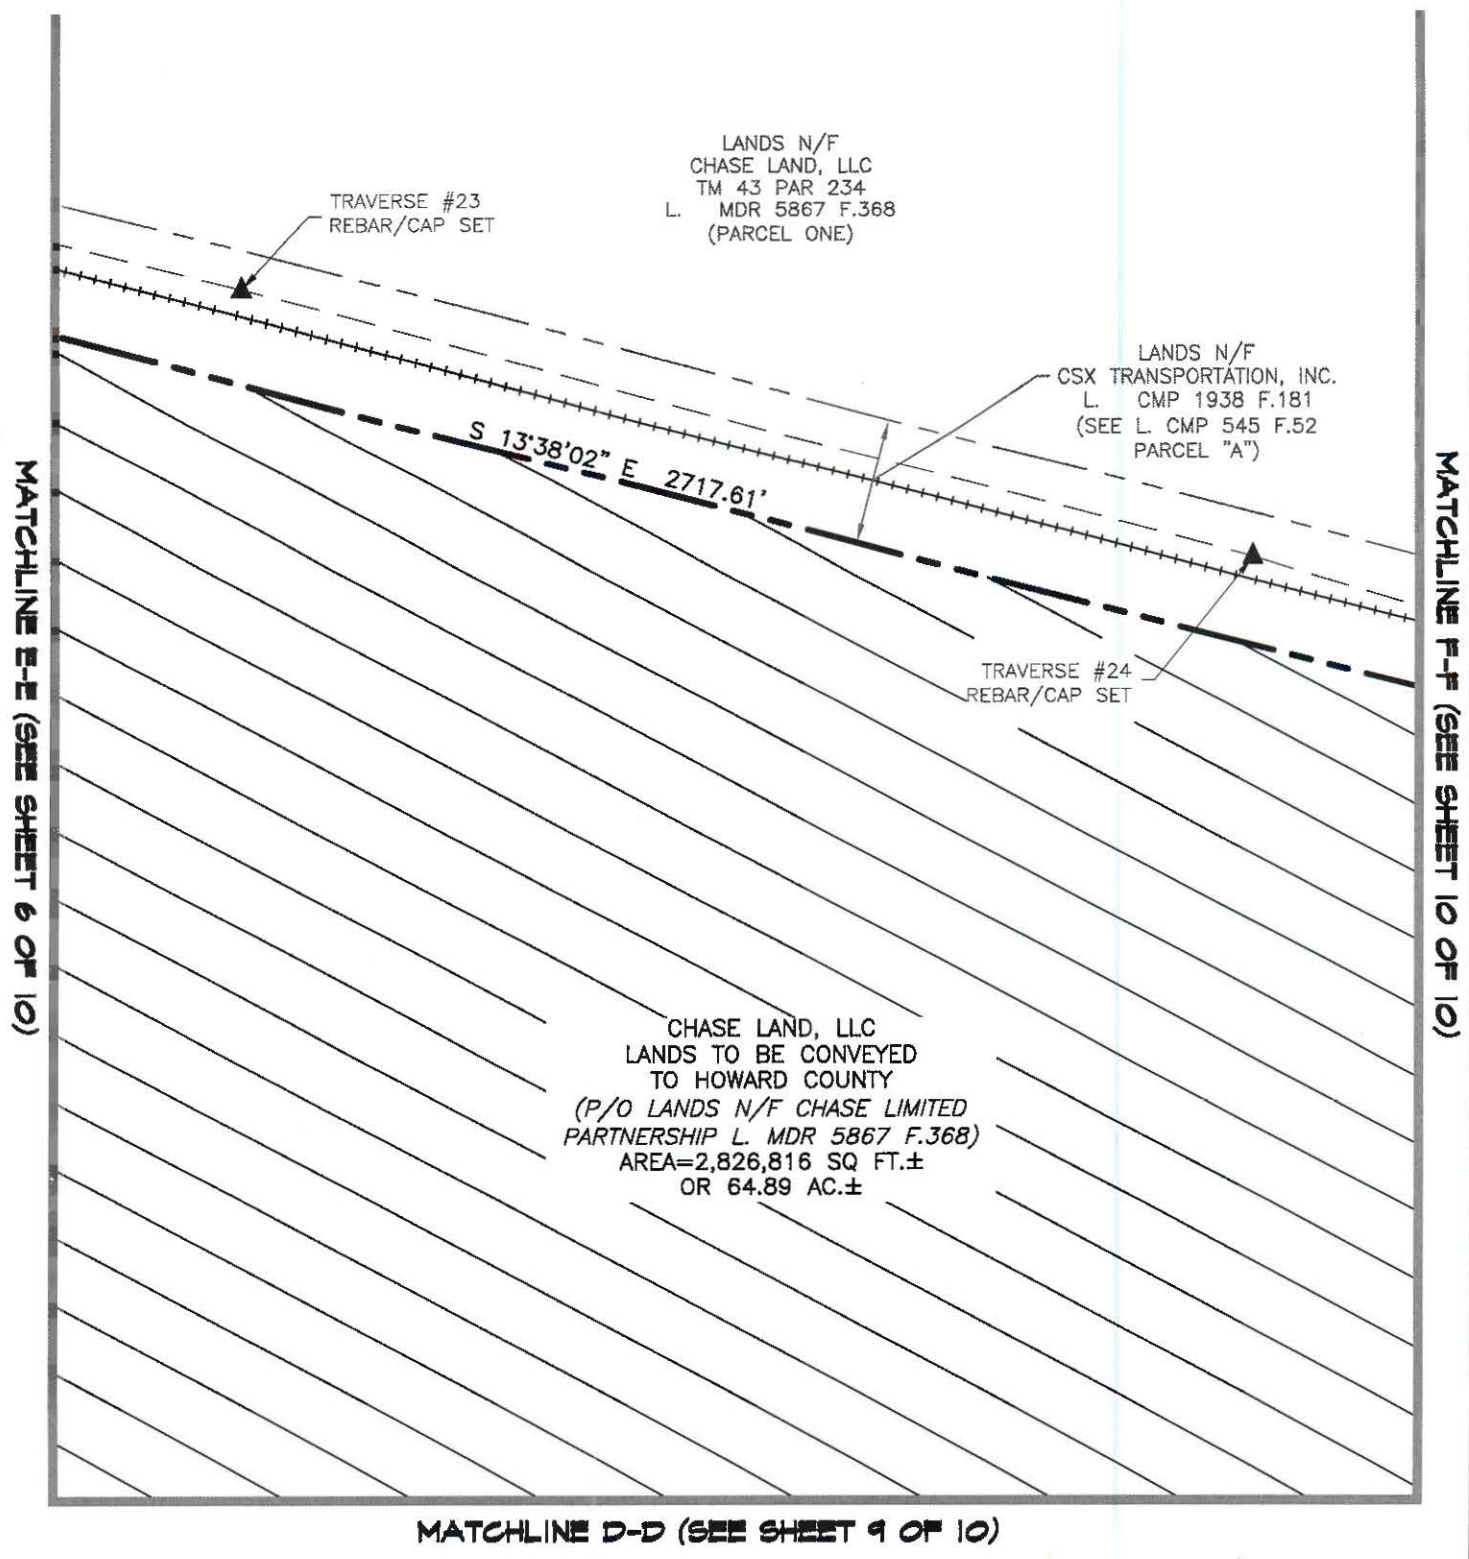 LANDS N/F
CHASE LAND, LLC
TM 43 PAR 234
L. MDR 5867 F.368
(PARCEL ONE)
TRAVERSE #23
REBAR/CAP SET
LANDS N/F
CSX TRANSPORTATION, INC.
L. CMP 1938 F.181
(SEE L. CMP 545 F.52
PARCEL "A")
S 13°38'02" E 2717.61'
TRAVERSE #24
REBAR/CAP SET
MATCHLINE E-E (SEE SHEET 6 OF 10)
MATCHLINE F-F (SEE SHEET 10 OF 10)
CHASE LAND, LLC
LANDS TO BE CONVEYED
TO HOWARD COUNTY
(P/O LANDS N/F CHASE LIMITED
PARTNERSHIP L. MDR 5867 F.368)
AREA=2,826,816 SQ FT.±
OR 64.89 AC.±
MATCHLINE D-D (SEE SHEET 9 OF 10)